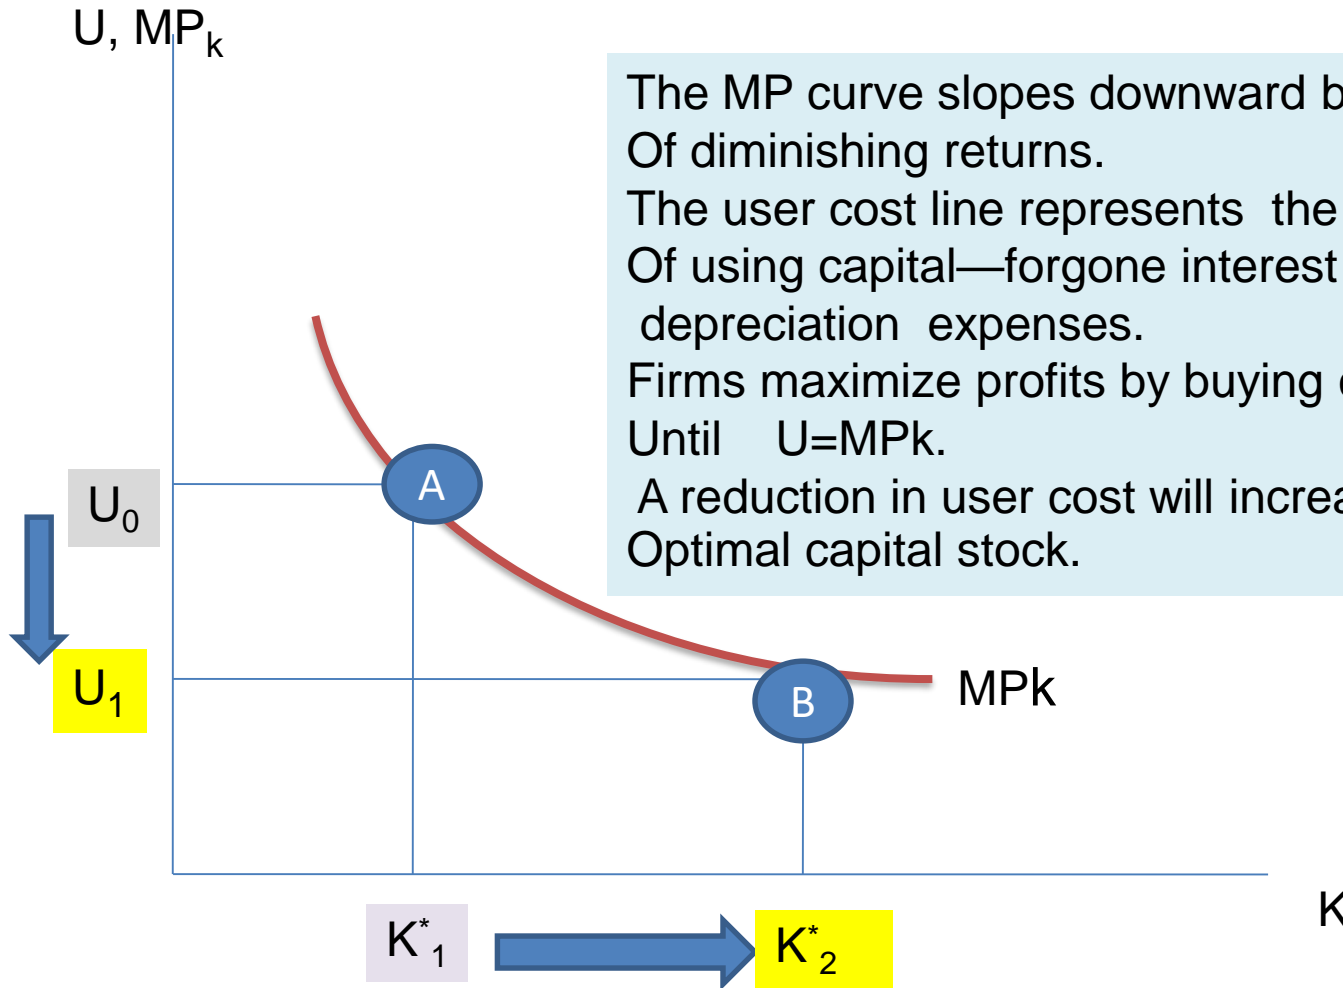 U, MPk
The MP curve slopes downward b
Of diminishing returns.
The user cost line represents the
Of using capital—forgone interest
depreciation expenses.
Firms maximize profits by buying
Until U=MPk.
A reduction in user cost will increa
Optimal capital stock.
A
U0
U1
B
MPk
K
K*1
K*2